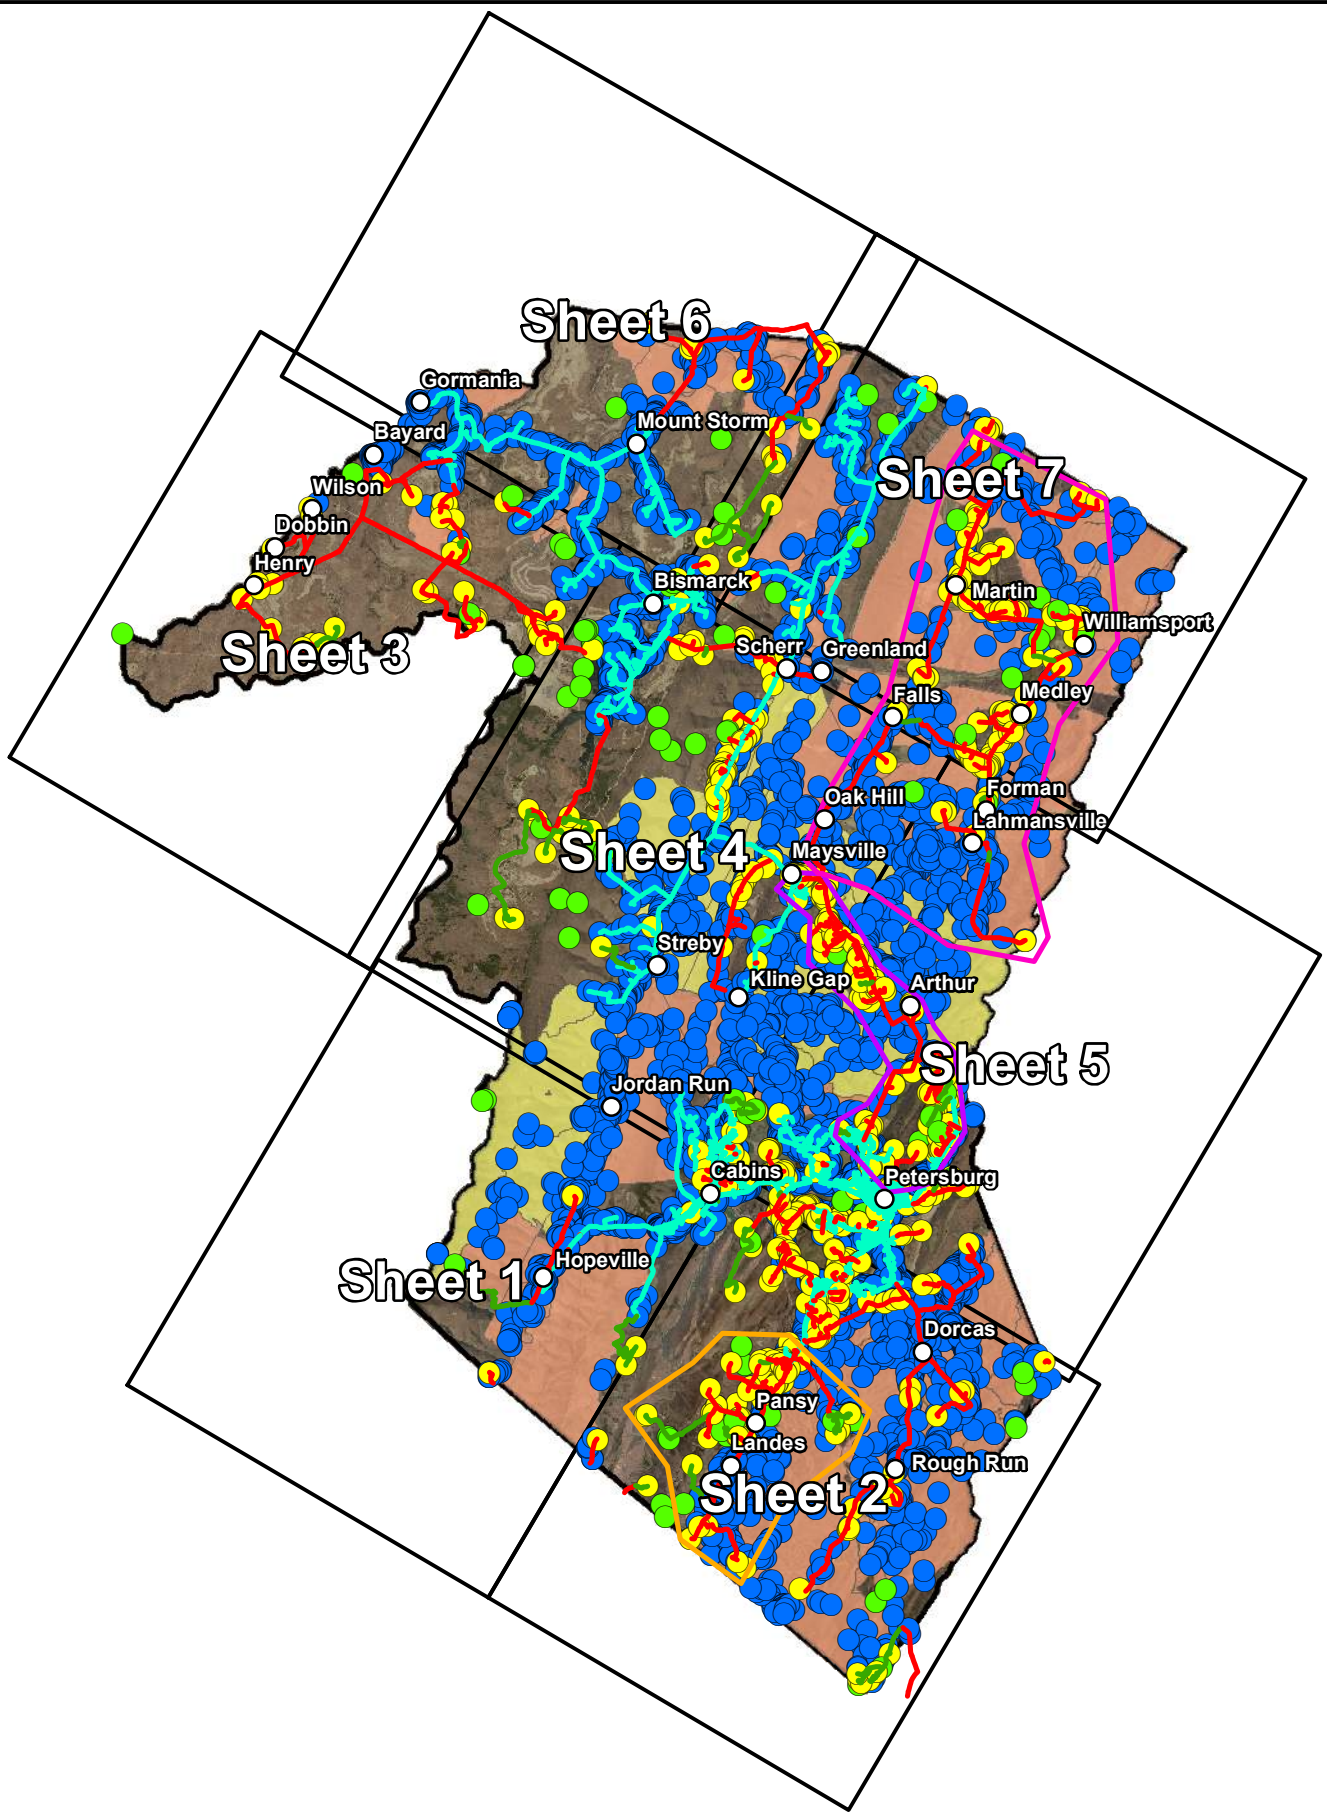 Sheet 6
Gormania
Mount Storm
Bayard
Sheet 7
Wilson
Dobbin
Henry
Bismarck
Martin
Williamsport
Sheet 3
Scherr
Greenland
Falls
Medley
Oak Hill
Forman
Lahmansville
Sheet 4
Maysville
Streby
Kline Gap
Arthur
Sheet 5
Jordan Run
Cabins
Petersburg
Hopeville
Sheet 1
Dorcas
Pansy
Landes
Rough Run
Sheet 2